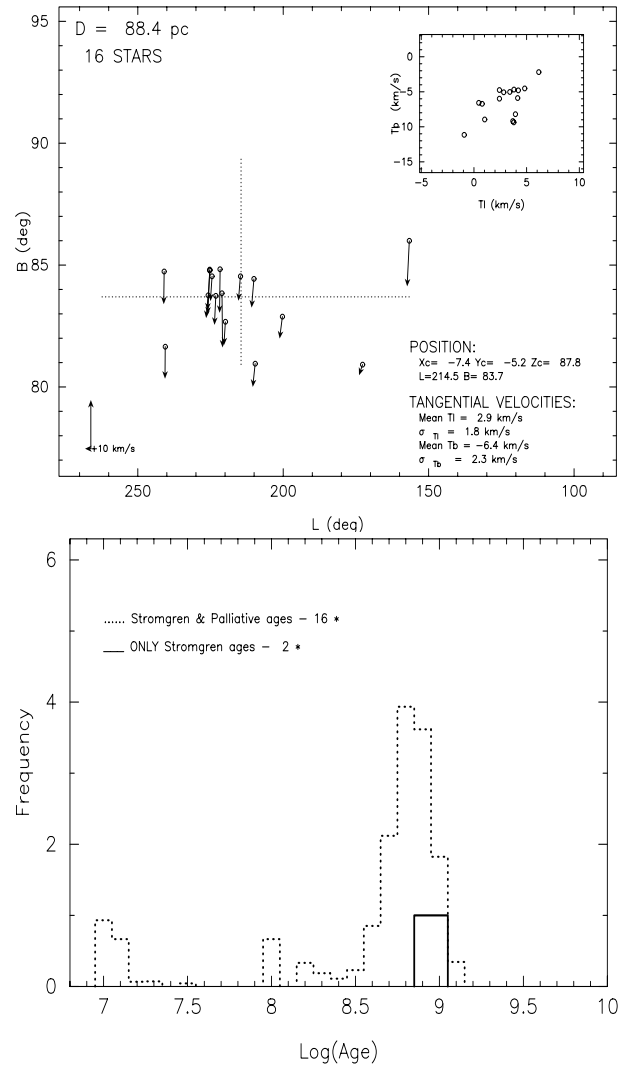 95
90
85
80
B (deg)
D = 88.4 pc
16 STARS
0
−5
−10
−15
Tb (km/s)
−5 0 5 10
Tl (km/s)
POSITION:
Xc= −7.4 Yc= −5.2 Zc= 87.8
L=214.5 B= 83.7
TANGENTIAL VELOCITIES:
Mean Tl = 2.9 km/s
σ Tl = 1.8 km/s
Mean Tb = −6.4 km/s
σ Tb = 2.3 km/s
+10 km/s
250 200 150 100
L (deg)
6
4
2
0
Frequency
Stromgren & Palliative ages − 16 *
ONLY Stromgren ages − 2 *
7 7.5 8 8.5 9 9.5 10
Log(Age)